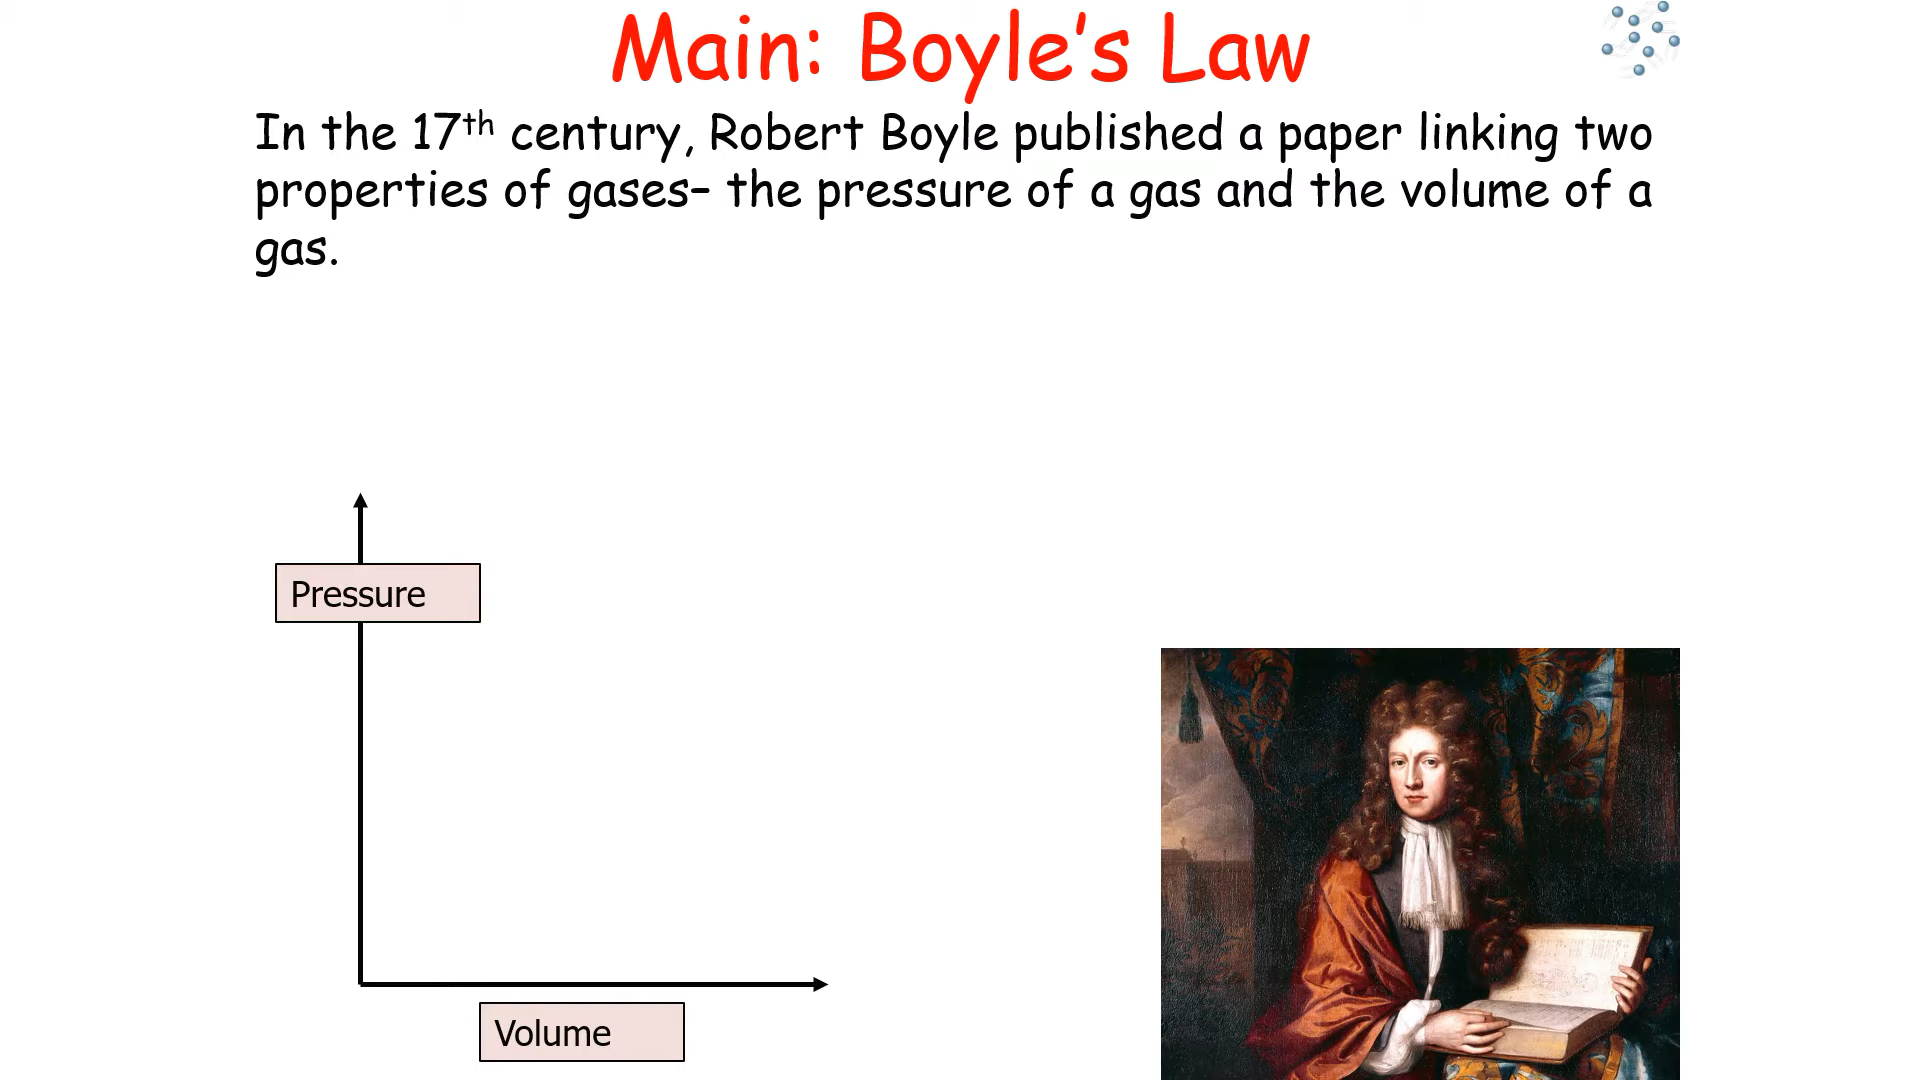 Main: Boyle’s Law
In the 17th century, Robert Boyle published a paper linking two
properties of gases– the pressure of a gas and the volume of a
gas.
Pressure
Volume